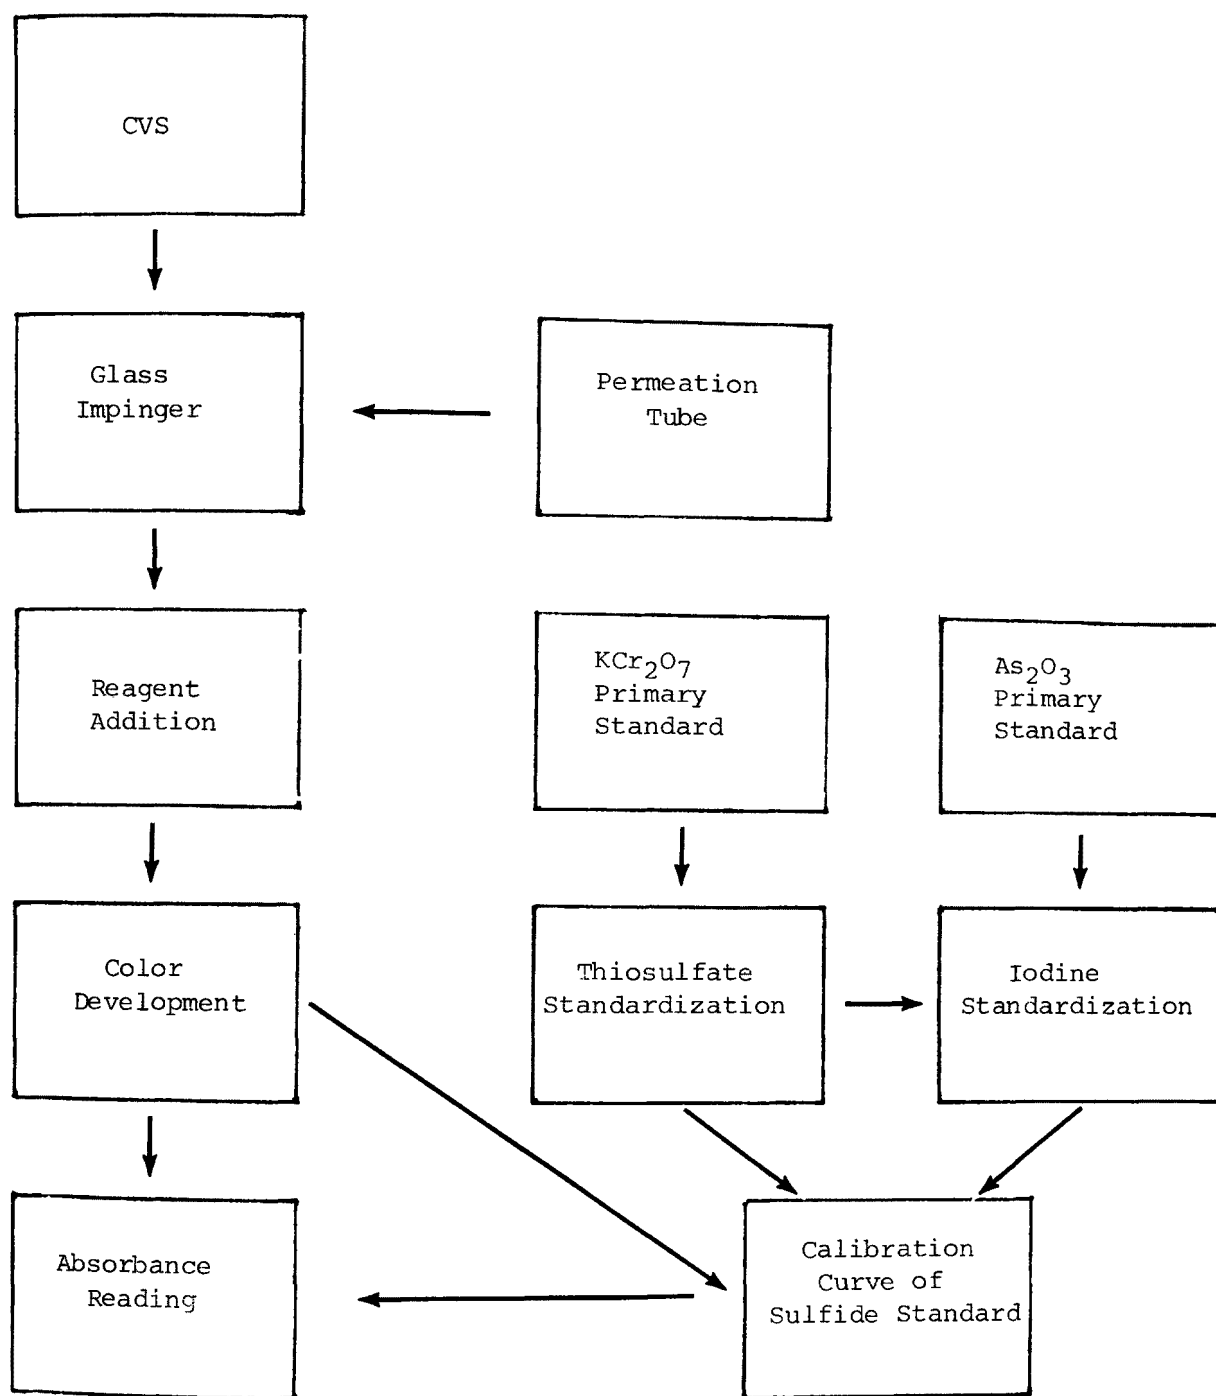 CVS
Glass
Impinger
Permeation
Tube
Reagent
Addition
KCr₂O₇
Primary
Standard
As₂O₃
Primary
Standard
Color
Development
Thiosulfate
Standardization
Iodine
Standardization
Absorbance
Reading
Calibration
Curve of
Sulfide Standard